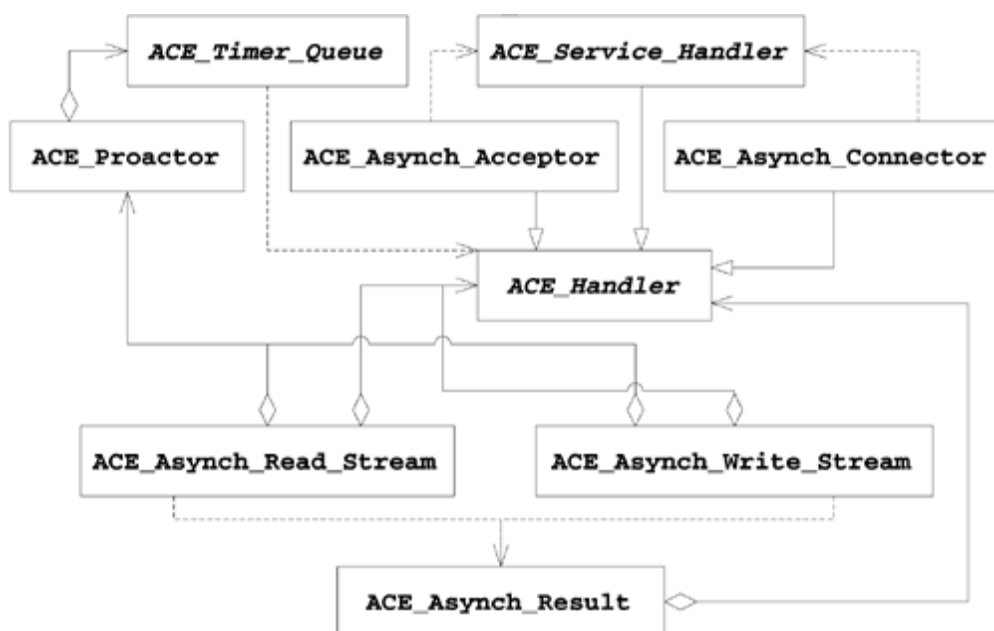 ACE_Timer_Queue
ACE_Service_Handler
ACE_Proactor
ACE_Asynch_Acceptor
ACE_Asynch_Connector
ACE_Handler
ACE_Asynch_Read_Stream
ACE_Asynch_Write_Stream
ACE_Asynch_Result